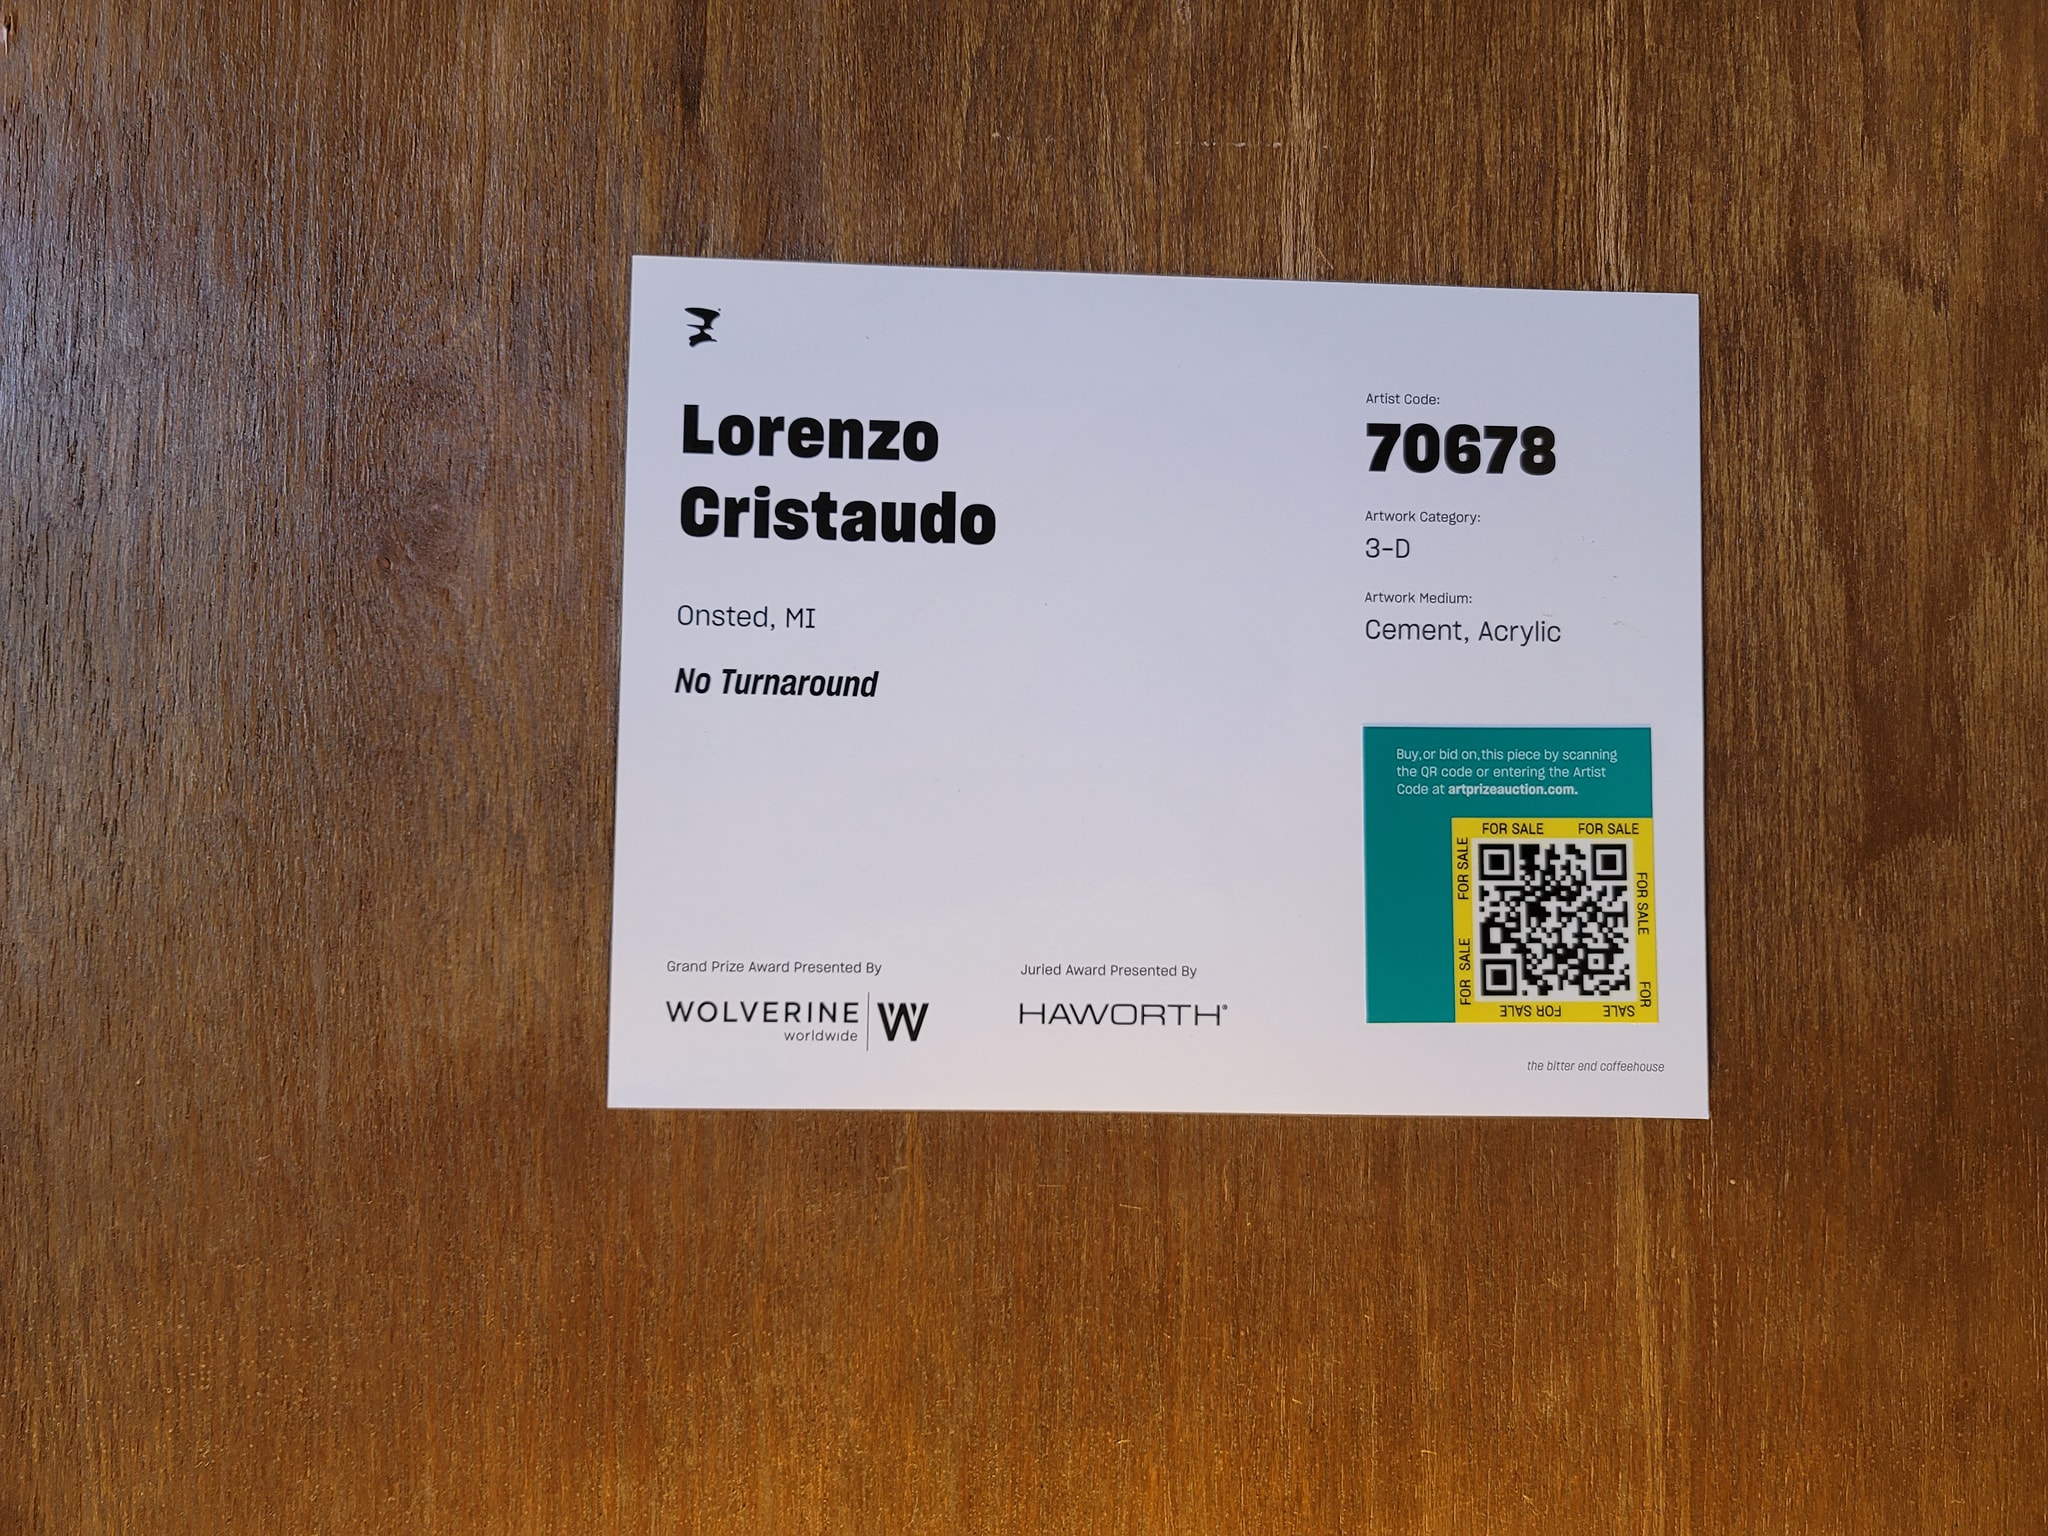 Lorenzo
Cristaudo
Onsted, MI
No Turnaround
Artist Code:
70678
Artwork Category:
3-D
Artwork Medium:
Cement, Acrylic
Buy,or bid on,this piece by scanning
the QR code or entering the Artist
Code at artprizeauction.com.
FOR SALE FOR SALE
FOR SALE
FOR SALE
FOR SALE
FOR SALE
FOR SALE
Grand Prize Award Presented By
WOLVERINE
worldwide
W
Juried Award Presented By
HAWORTH®
the bitter end coffeehouse